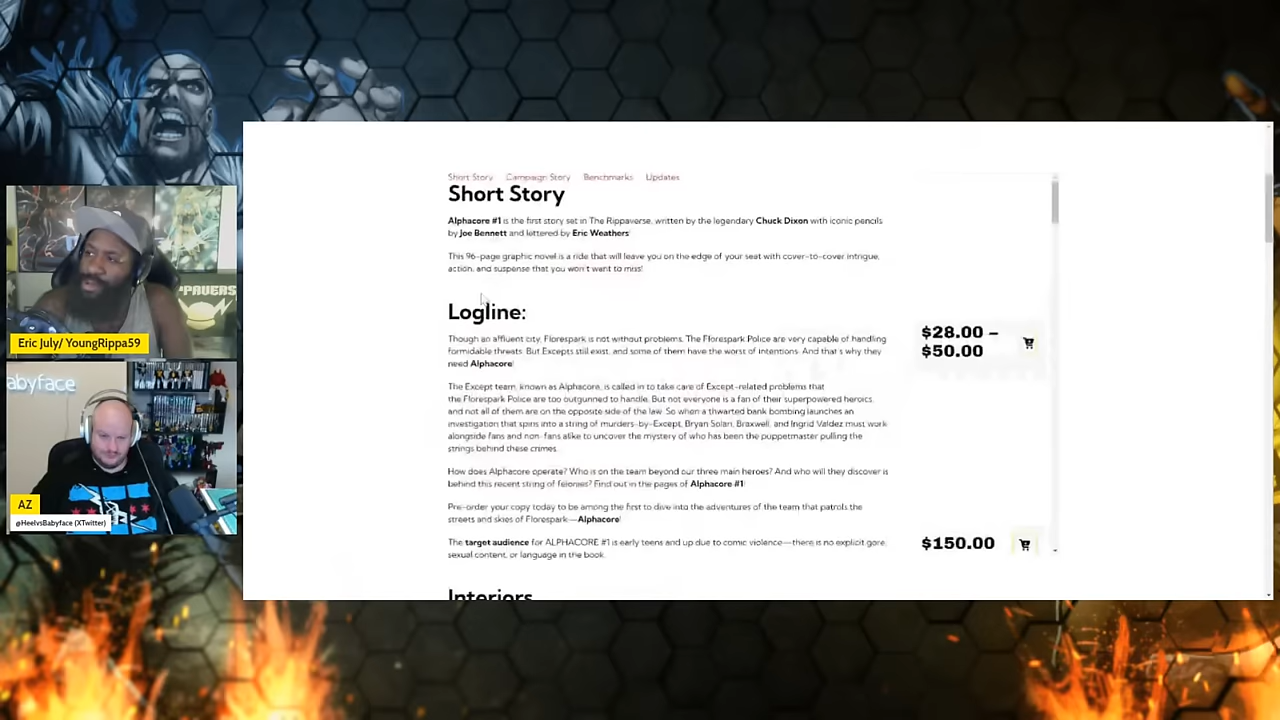 Short Story Campaign Story Benchmarks Updates
Short Story
Alphacore #1 is the first story set in The Rippaverse, written by the legendary Chuck Dixon with iconic pencils
by Joe Bennett and lettered by Eric Weathers!
This 96-page graphic novel is a ride that will leave you on the edge of your seat with cover-to-cover intrigue,
action, and suspense that you won't want to miss!
Logline:
Though an affluent city, Florespark is not without problems. The Florespark Police are very capable of handling
formidable threats. But Excepts still exist, and some of them have the worst of intentions. And that's why they
need Alphacore!
The Except team, known as Alphacore, is called in to take care of Except-related problems that
the Florespark Police are too outgunned to handle. But not everyone is a fan of their superpowered heroics,
and not all of them are on the opposite side of the law. So when a thwarted bank bombing launches an
investigation that spins into a string of murders-by-Except, Bryan Solari, Braxwell, and Ingrid Valdez must work
alongside fans and non-fans alike to uncover the mystery of who has been the puppetmaster pulling the
strings behind these crimes.
How does Alphacore operate? Who is on the team beyond our three main heroes? And who will they discover is
behind this recent string of felonies? Find out in the pages of Alphacore #1!
Pre-order your copy today to be among the first to dive into the adventures of the team that patrols the
streets and skies of Florespark—Alphacore!
The target audience for ALPHACORE #1 is early teens and up due to comic violence—there is no explicit gore,
sexual content, or language in the book.
Interiors
$28.00 –
$50.00
$150.00
PAVERS
Eric July/ YoungRippa59
abyface
AZ
@HeelvsBabyface (XTwitter)